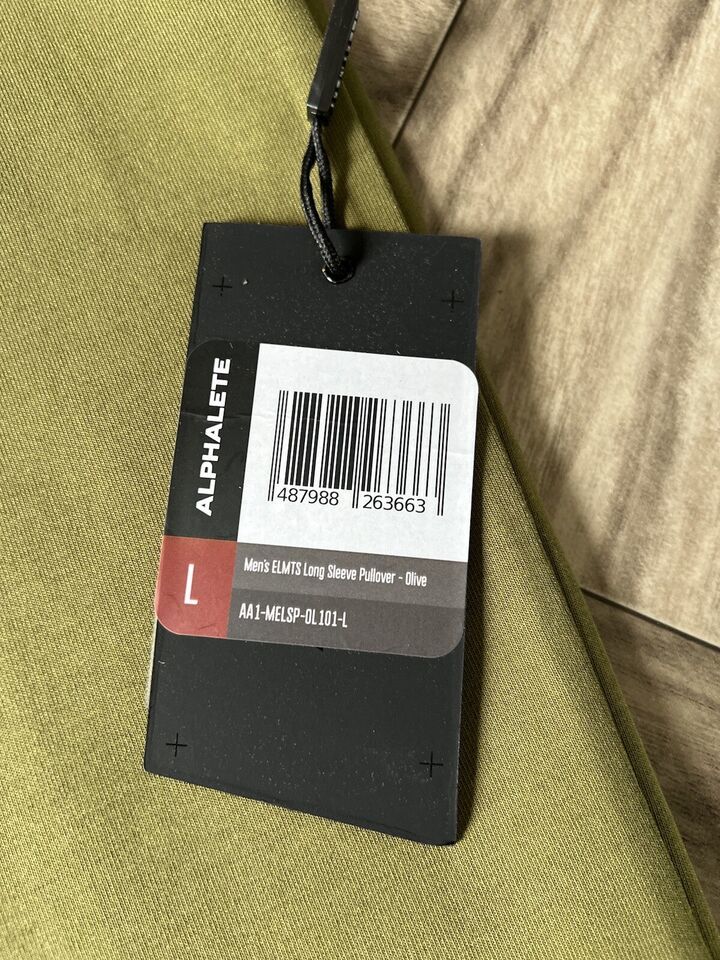 ALPHALETE
487988 263663
L
Men's ELMTS Long Sleeve Pullover - Olive
AA1-MELSP-OL101-L